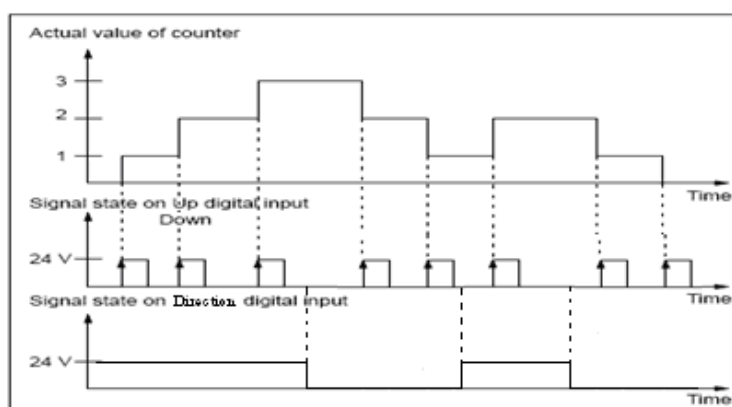 Actual value of counter
3
2
1
Time
Signal state on Up digital input
Down
24 V
Time
Signal state on Direction digital input
24 V
Time